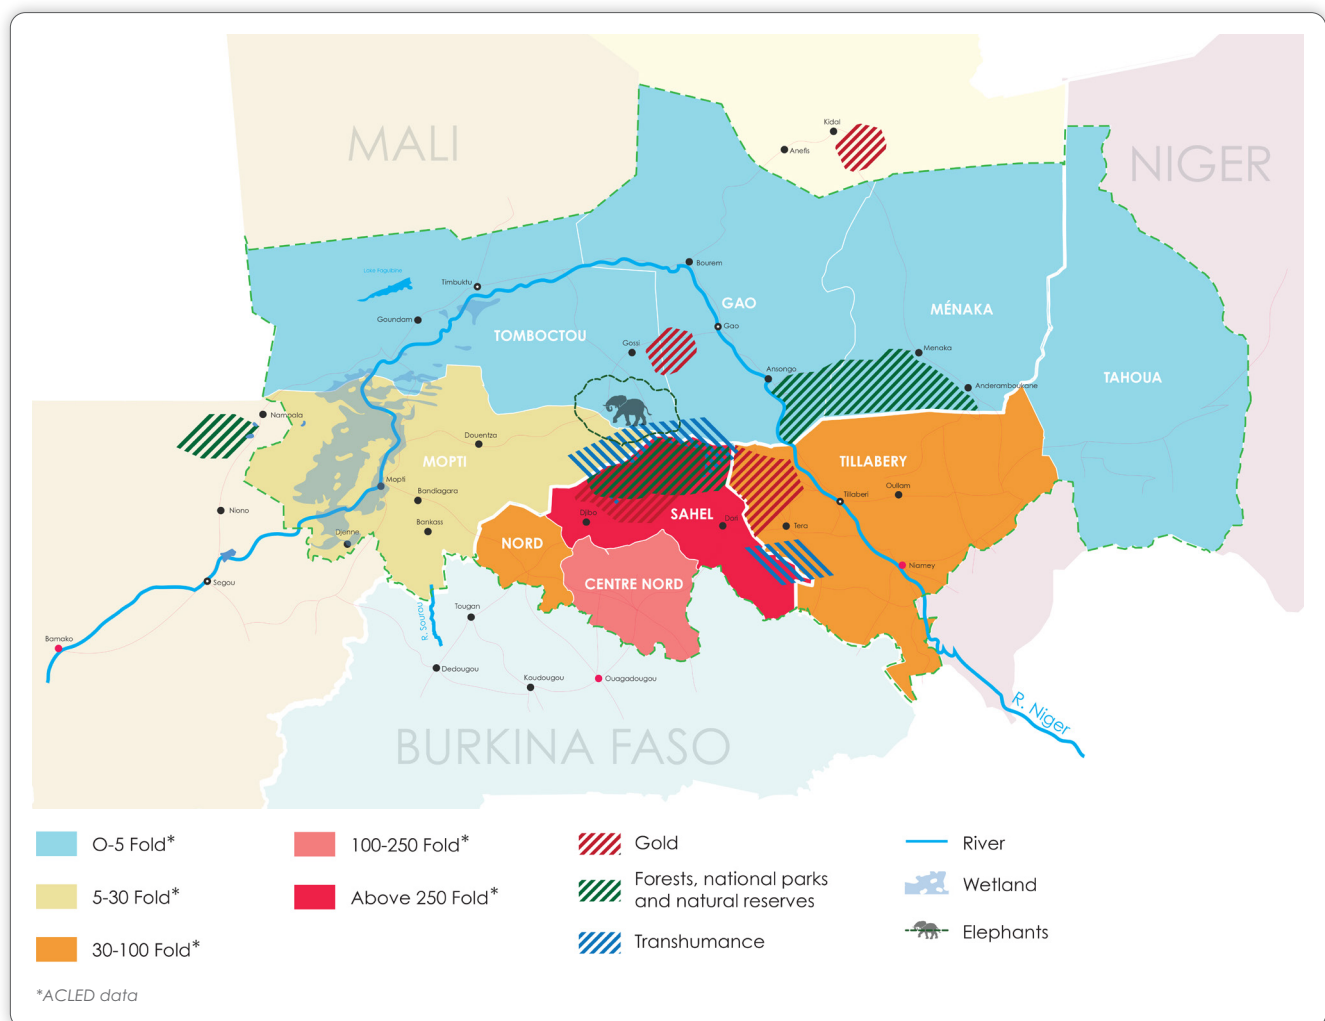 MALI
NIGER
Kidal
Anefis
Lake Faguibine
Timbuktu
Bourem
Goundam
TOMBOCTOU
GAO
Gao
MÉNAKA
Gossi
Menaka
Ansongo
Anderamboukane
TAHOUA
Nampala
Douentza
MOPTI
Mopti
Bandiagara
TILLABERY
Ouilam
Tillaberi
Niono
Djenne
Bankass
Djibo
SAHEL
Dori
Tera
NORD
CENTRE NORD
Niamey
Segou
R. Sourou
Tougan
Bamako
Dedougou
Koudougou
Ouagadougou
R. Niger
BURKINA FASO
O-5 Fold*
5-30 Fold*
30-100 Fold*
100-250 Fold*
Above 250 Fold*
Gold
Forests, national parks
and natural reserves
Transhumance
River
Wetland
Elephants
*ACLED data